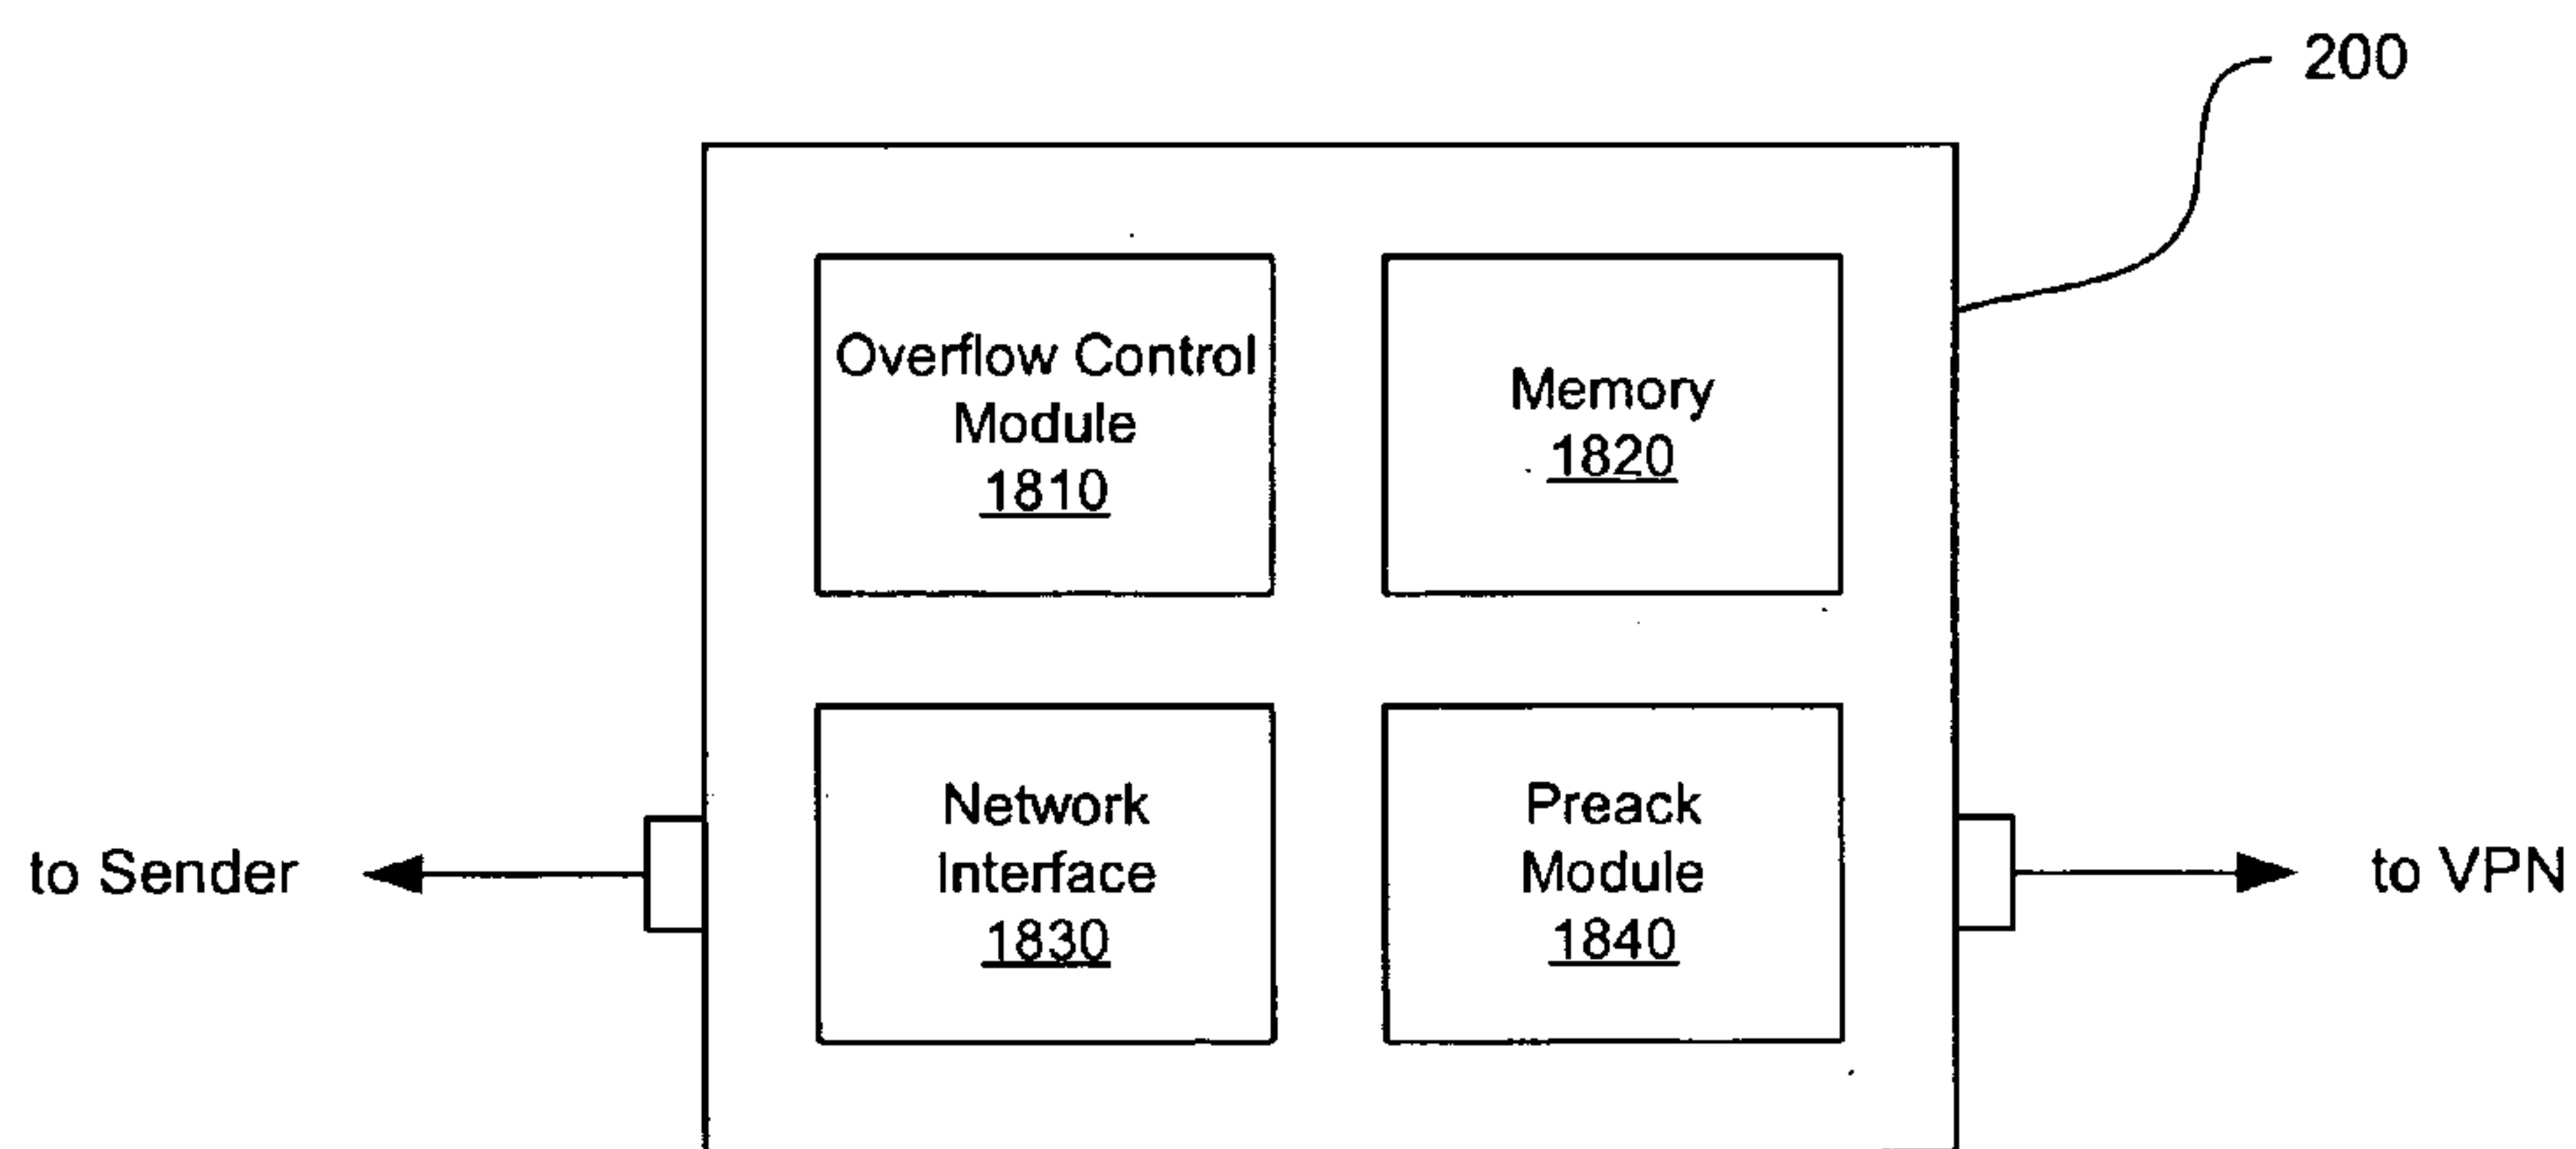 200
Overflow Control
Module
1810
Memory
1820
Network
Interface
1830
Preack
Module
1840
to Sender
to VPN